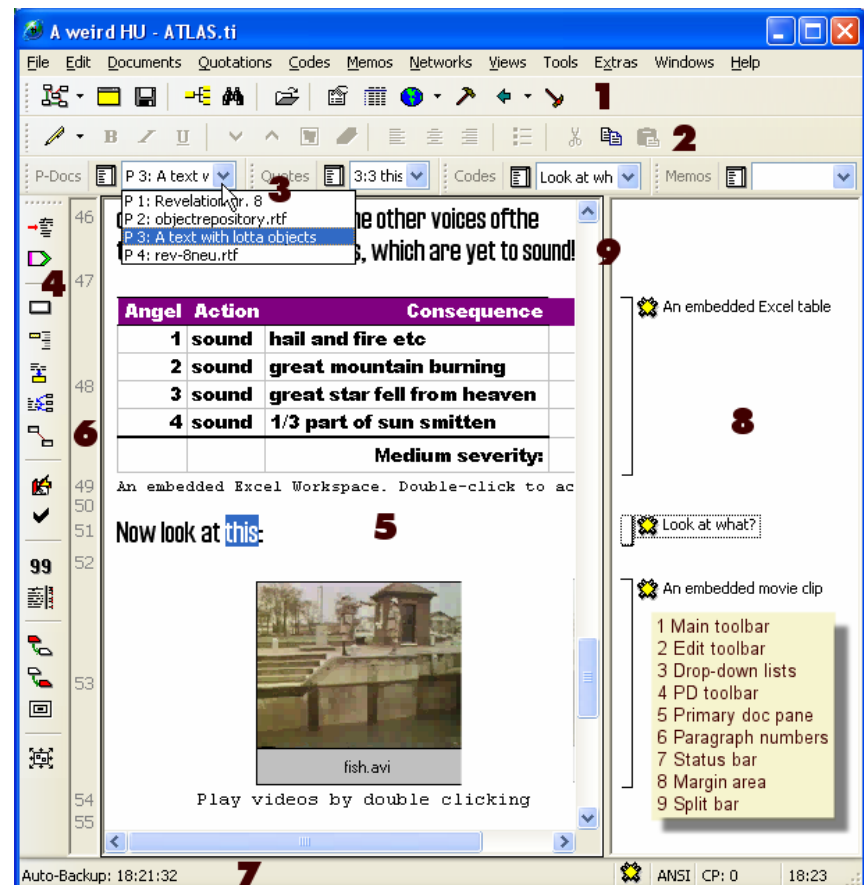 A weird HU - ATLAS.ti
File Edit Documents Quotations Codes Memos Networks Views Tools Extras Windows Help
1
B I U 2
P-Docs P 3: A text v Quotes 3:3 this Codes Look at wh Memos
3
P 1: Revelation nr. 8
P 2: objectrepository.rtf
P 3: A text with lotta objects
P 4: rev-8neu.rtf
46 he other voices ofthe
s, which are yet to sound! 9
4 47
Angel Action Consequence An embedded Excel table
1 sound hail and fire etc
2 sound great mountain burning
48 3 sound great star fell from heaven
4 sound 1/3 part of sun smitten 8
6
Medium severity:
49 An embedded Excel Workspace. Double-click to ac
50
51 Now look at this: 5 Look at what?
52
99
An embedded movie clip
1 Main toolbar
2 Edit toolbar
3 Drop-down lists
4 PD toolbar
5 Primary doc pane
6 Paragraph numbers
7 Status bar
8 Margin area
9 Split bar
53
fish.avi
54 Play videos by double clicking
55
Auto-Backup: 18:21:32 7 ANSI CP: 0 18:23